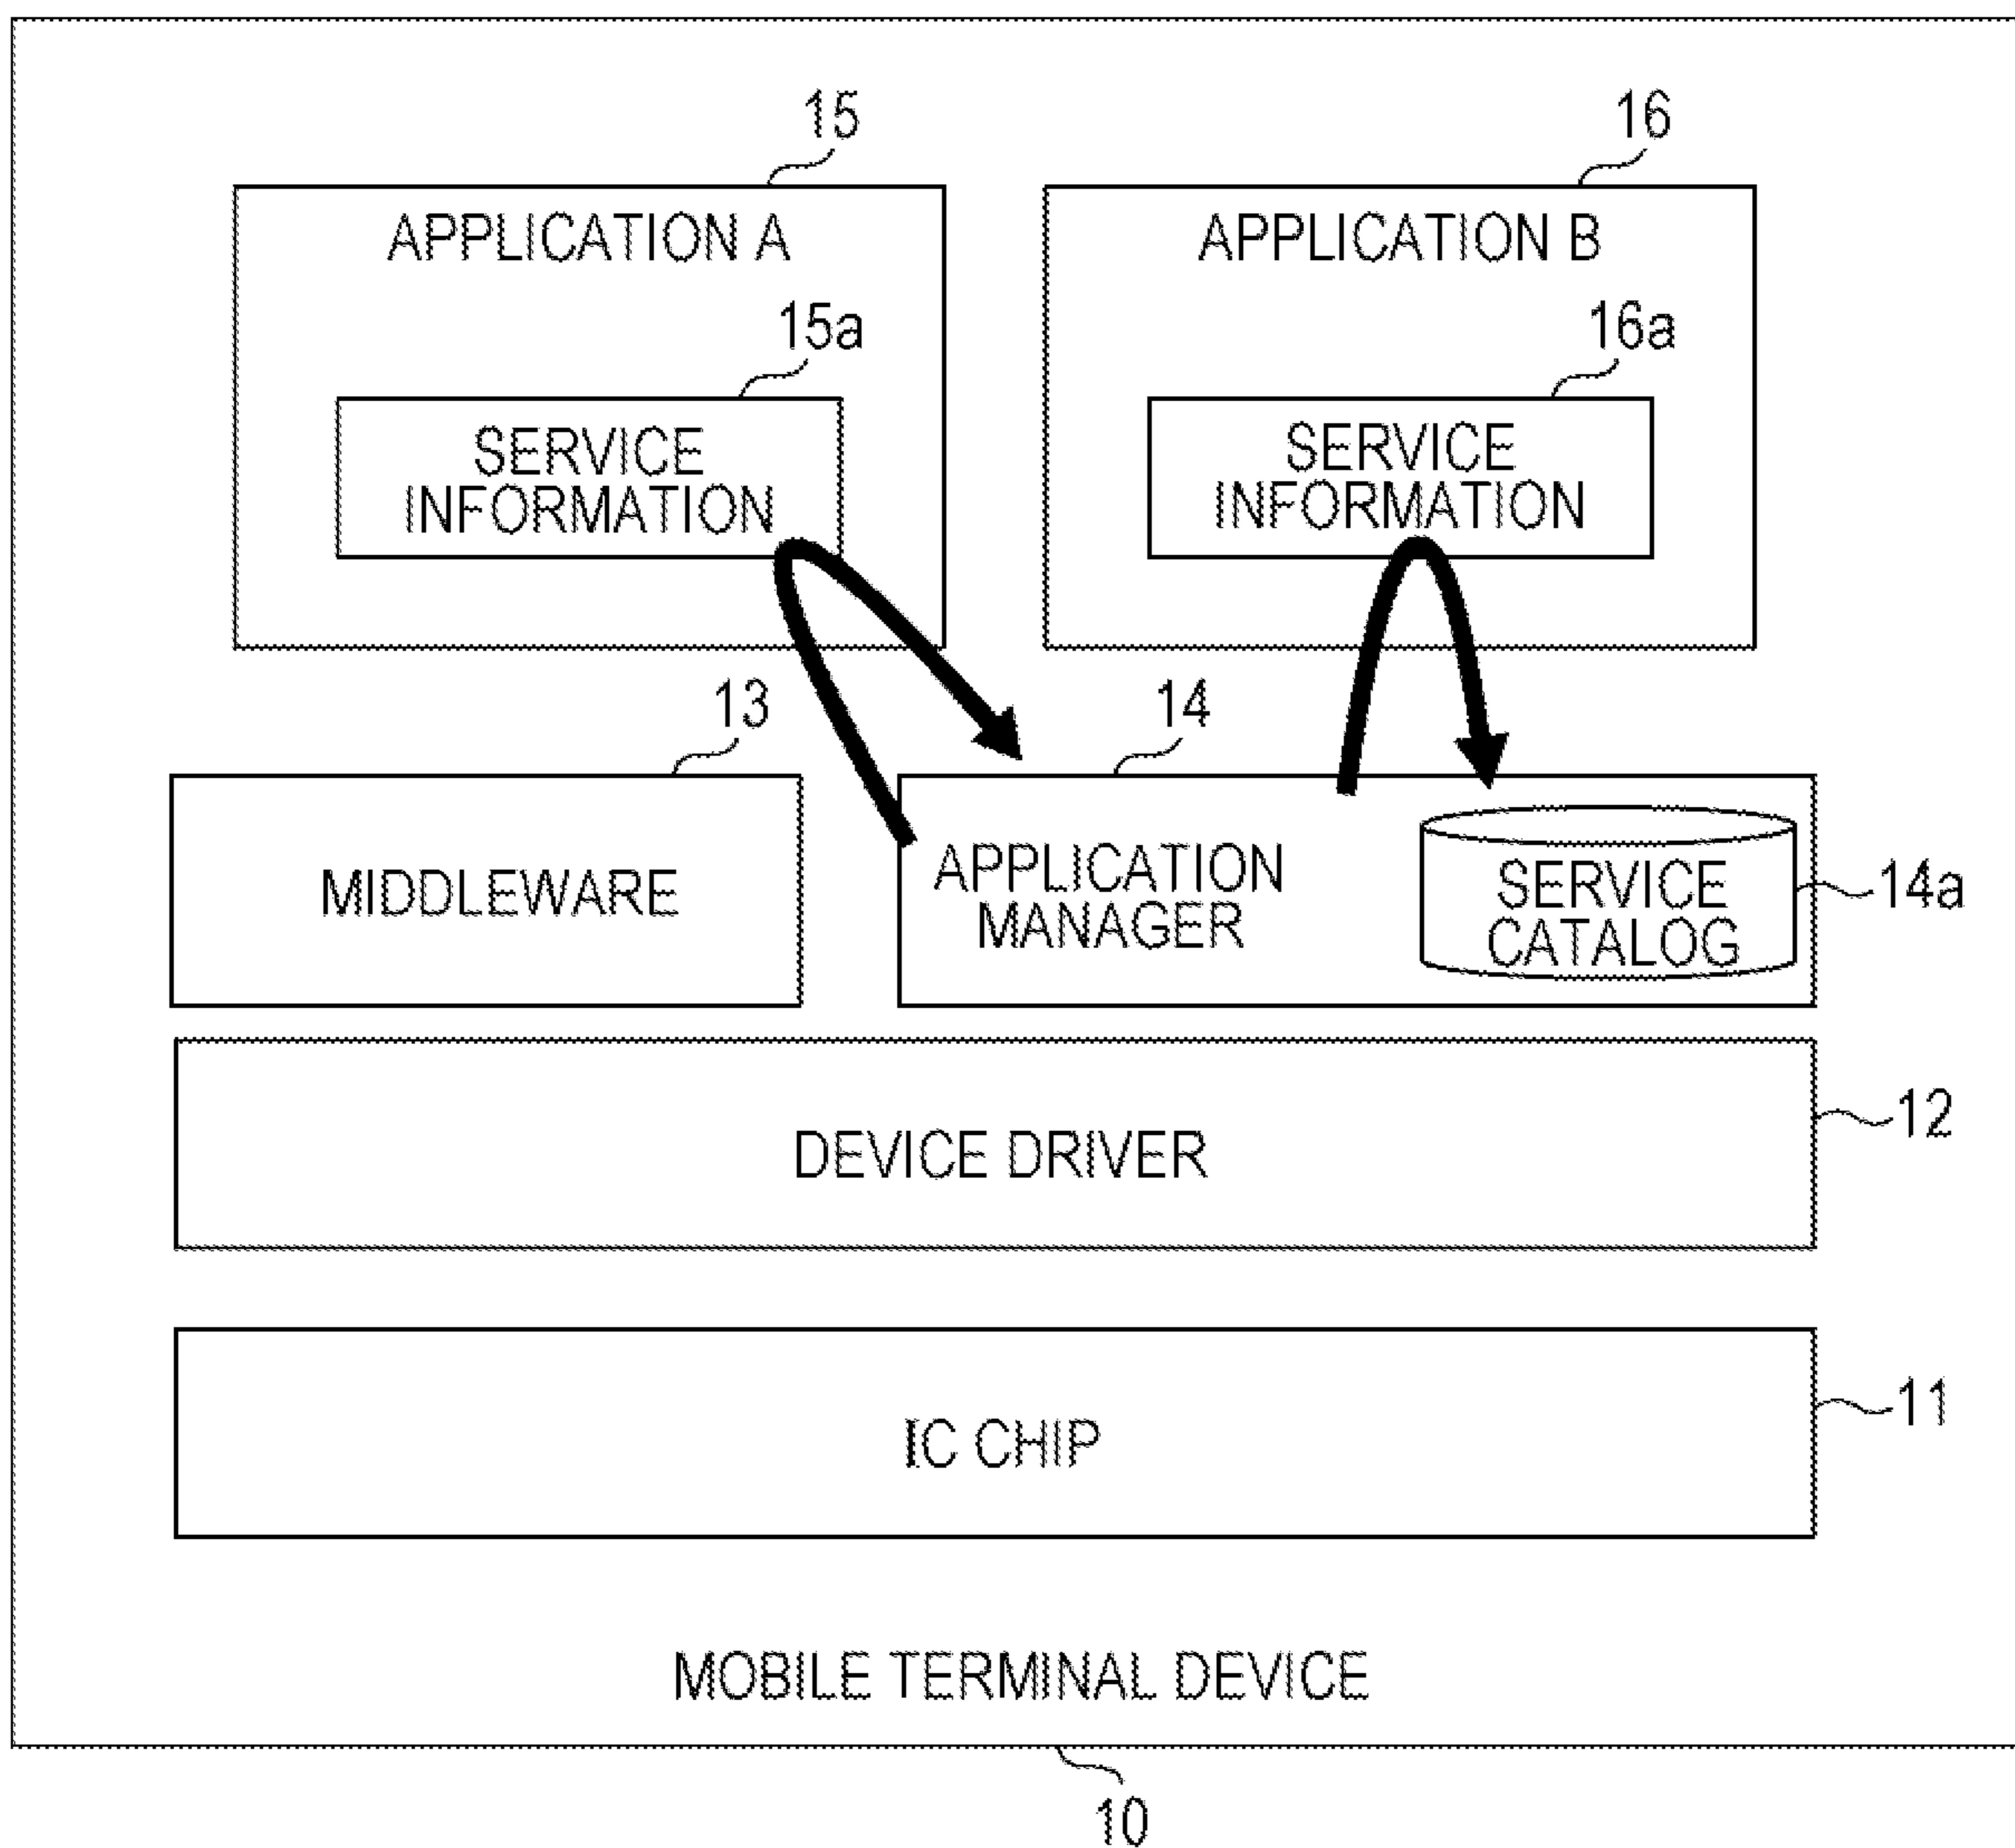 15
16
APPLICATION A
APPLICATION B
15a
16a
SERVICE
INFORMATION
SERVICE
INFORMATION
13
14
MIDDLEWARE
APPLICATION
MANAGER
SERVICE
CATALOG
14a
DEVICE DRIVER
12
IC CHIP
11
MOBILE TERMINAL DEVICE
10